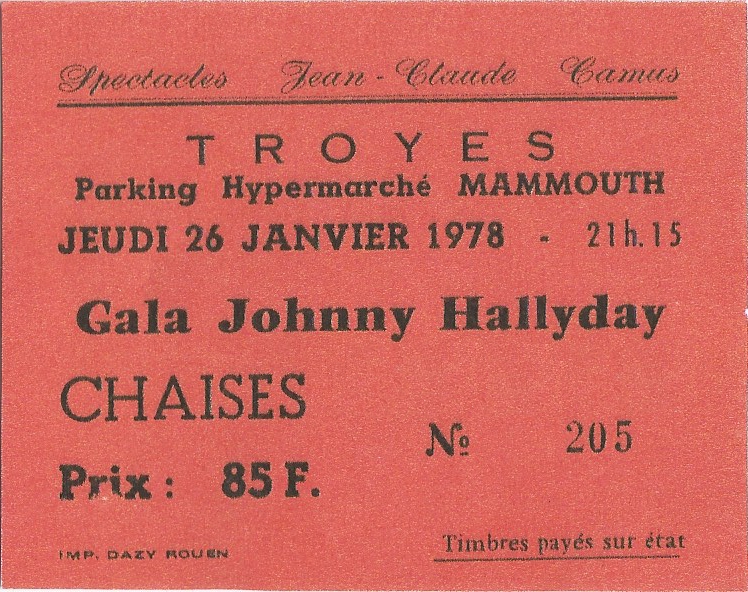 Spectacles Jean-Claude Camus
TROYES
Parking Hypermarché MAMMOUTH
JEUDI 26 JANVIER 1978 - 21h.15
Gala Johnny Hallyday
CHAISES
№ 205
Prix : 85 F.
IMP. DAZY ROUEN
Timbres payés sur état